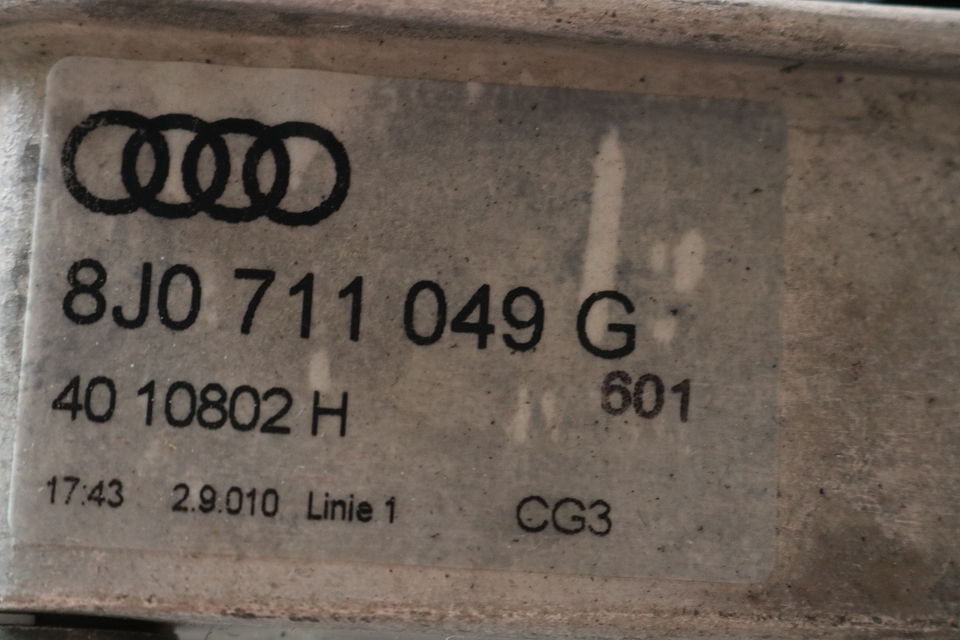 8J0 711 049 G
40 10802 H 601
17:43 2.9.010 Linie 1 CG3